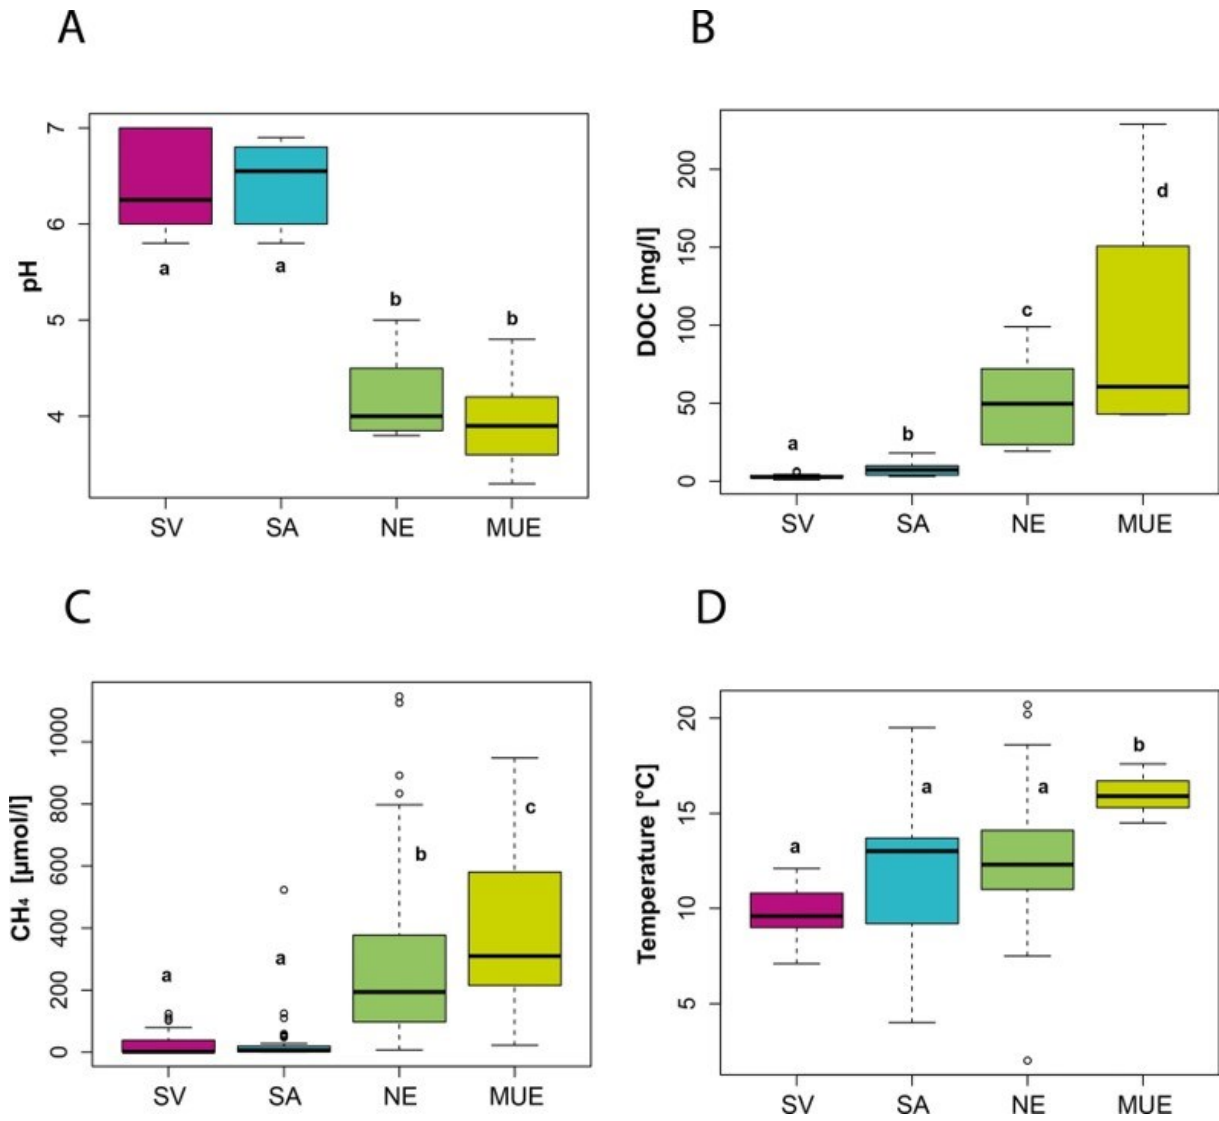 A
pH
7
6
5
4
a
a
b
b
SV SA NE MUE
B
DOC [mg/l]
200
150
100
50
0
a
b
c
d
SV SA NE MUE
C
CH₄ [µmol/l]
1000
800
600
400
200
0
a
a
b
c
SV SA NE MUE
D
Temperature [°C]
20
15
10
5
a
a
a
b
SV SA NE MUE